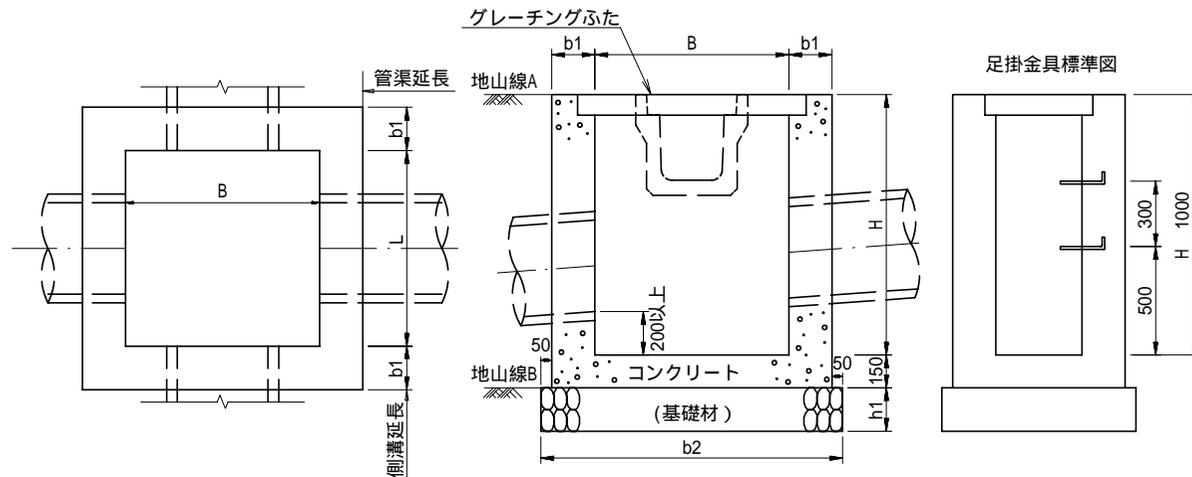 グレーチングふた
管渠延長
b1
B
L
b1
側溝延長
b1
B
b1
地山線A
H
200以上
50
50
地山線B
コンクリート
150
(基礎材)
h1
b2
足掛金具標準図
300
500
H 1000